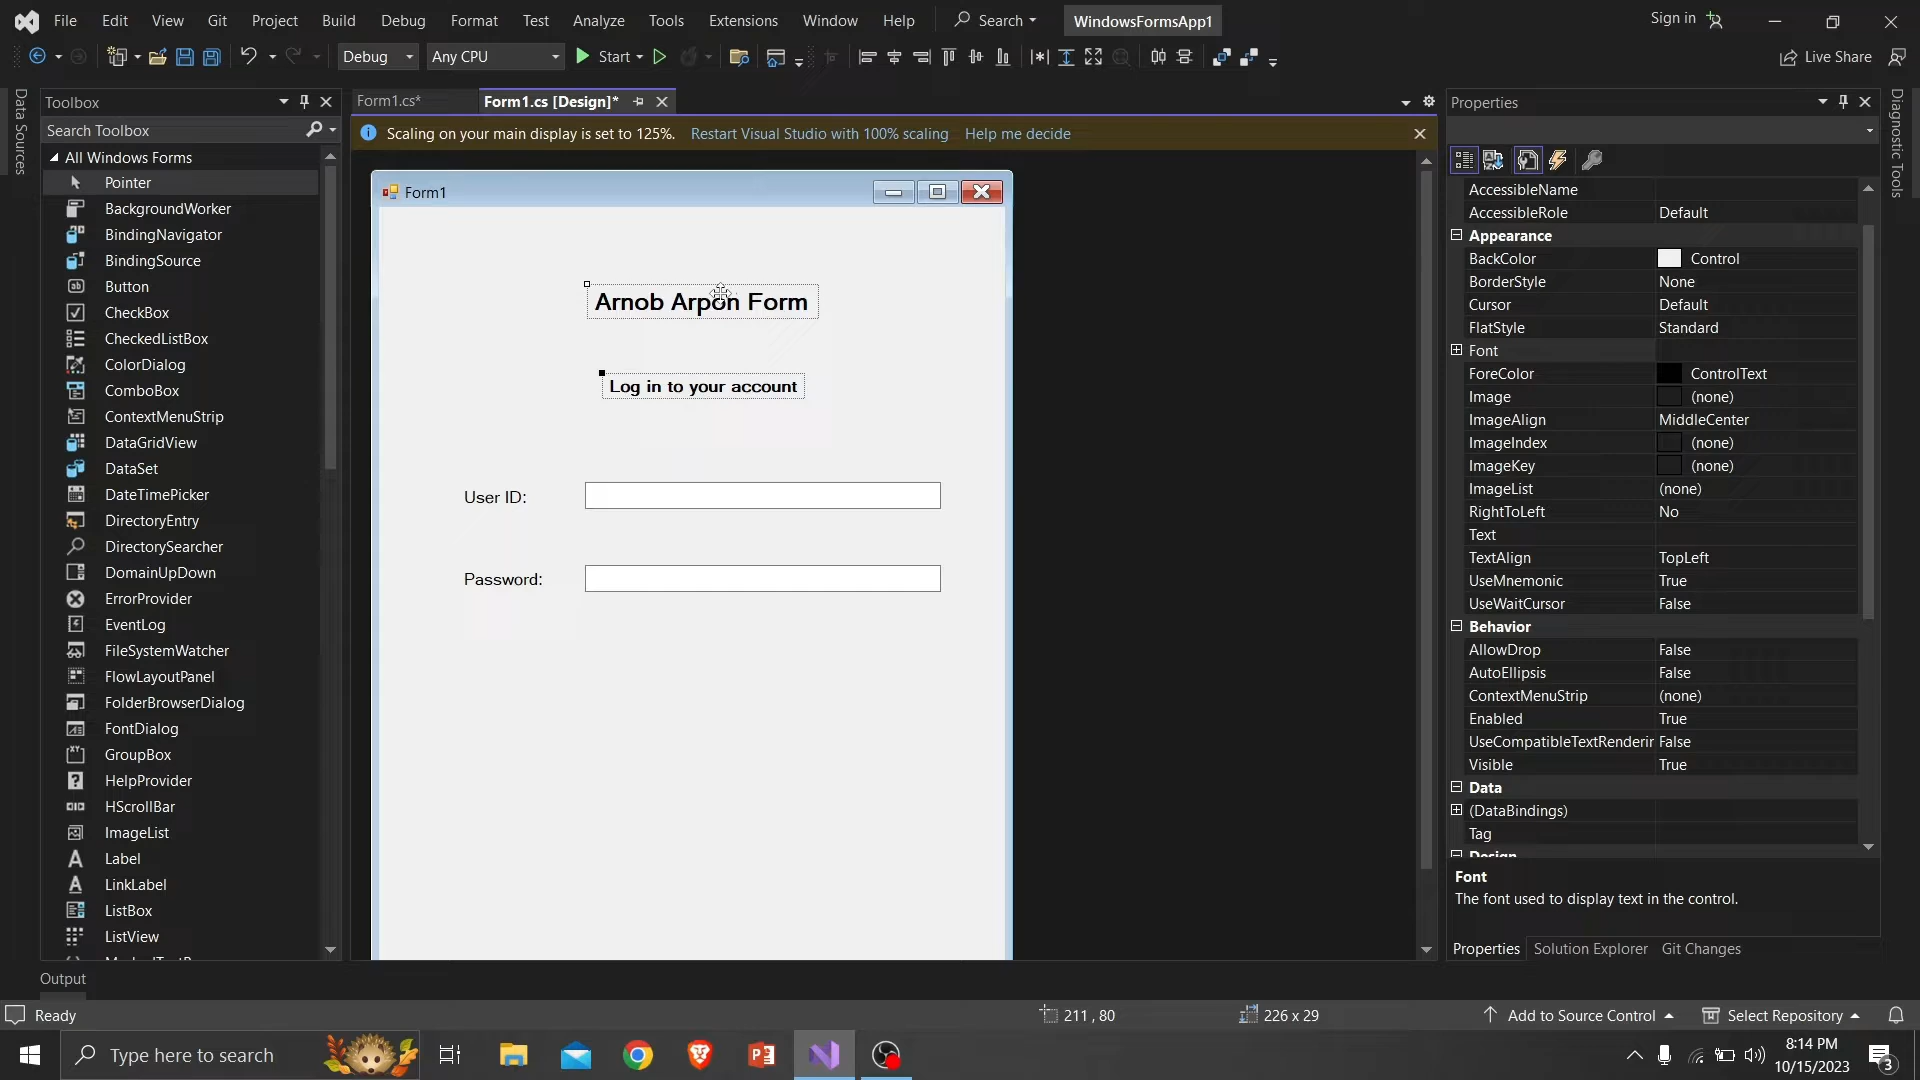 File Edit View Git Project Build Debug Format Test Analyze Tools Extensions Window Help Search WindowsFormsApp1 Sign in
Debug Any CPU Start Live Share
Data Sources
Toolbox
Search Toolbox
All Windows Forms
Pointer
BackgroundWorker
BindingNavigator
BindingSource
Button
CheckBox
CheckedListBox
ColorDialog
ComboBox
ContextMenuStrip
DataGridView
DataSet
DateTimePicker
DirectoryEntry
DirectorySearcher
DomainUpDown
ErrorProvider
EventLog
FileSystemWatcher
FlowLayoutPanel
FolderBrowserDialog
FontDialog
GroupBox
HelpProvider
HScrollBar
ImageList
Label
LinkLabel
ListBox
ListView
Form1.cs* Form1.cs [Design]*
Scaling on your main display is set to 125%. Restart Visual Studio with 100% scaling Help me decide
Form1
Arnob Arpon Form
Log in to your account
User ID:
Password:
Properties
AccessibleName
AccessibleRole Default
Appearance
BackColor Control
BorderStyle None
Cursor Default
FlatStyle Standard
Font
ForeColor ControlText
Image (none)
ImageAlign MiddleCenter
ImageIndex (none)
ImageKey (none)
ImageList (none)
RightToLeft No
Text
TextAlign TopLeft
UseMnemonic True
UseWaitCursor False
Behavior
AllowDrop False
AutoEllipsis False
ContextMenuStrip (none)
Enabled True
UseCompatibleTextRenderir False
Visible True
Data
(DataBindings)
Tag
Design
Font
The font used to display text in the control.
Properties Solution Explorer Git Changes
Diagnostic Tools
Output
Ready 211 , 80 226 x 29 Add to Source Control Select Repository
Type here to search
8:14 PM
10/15/2023
3